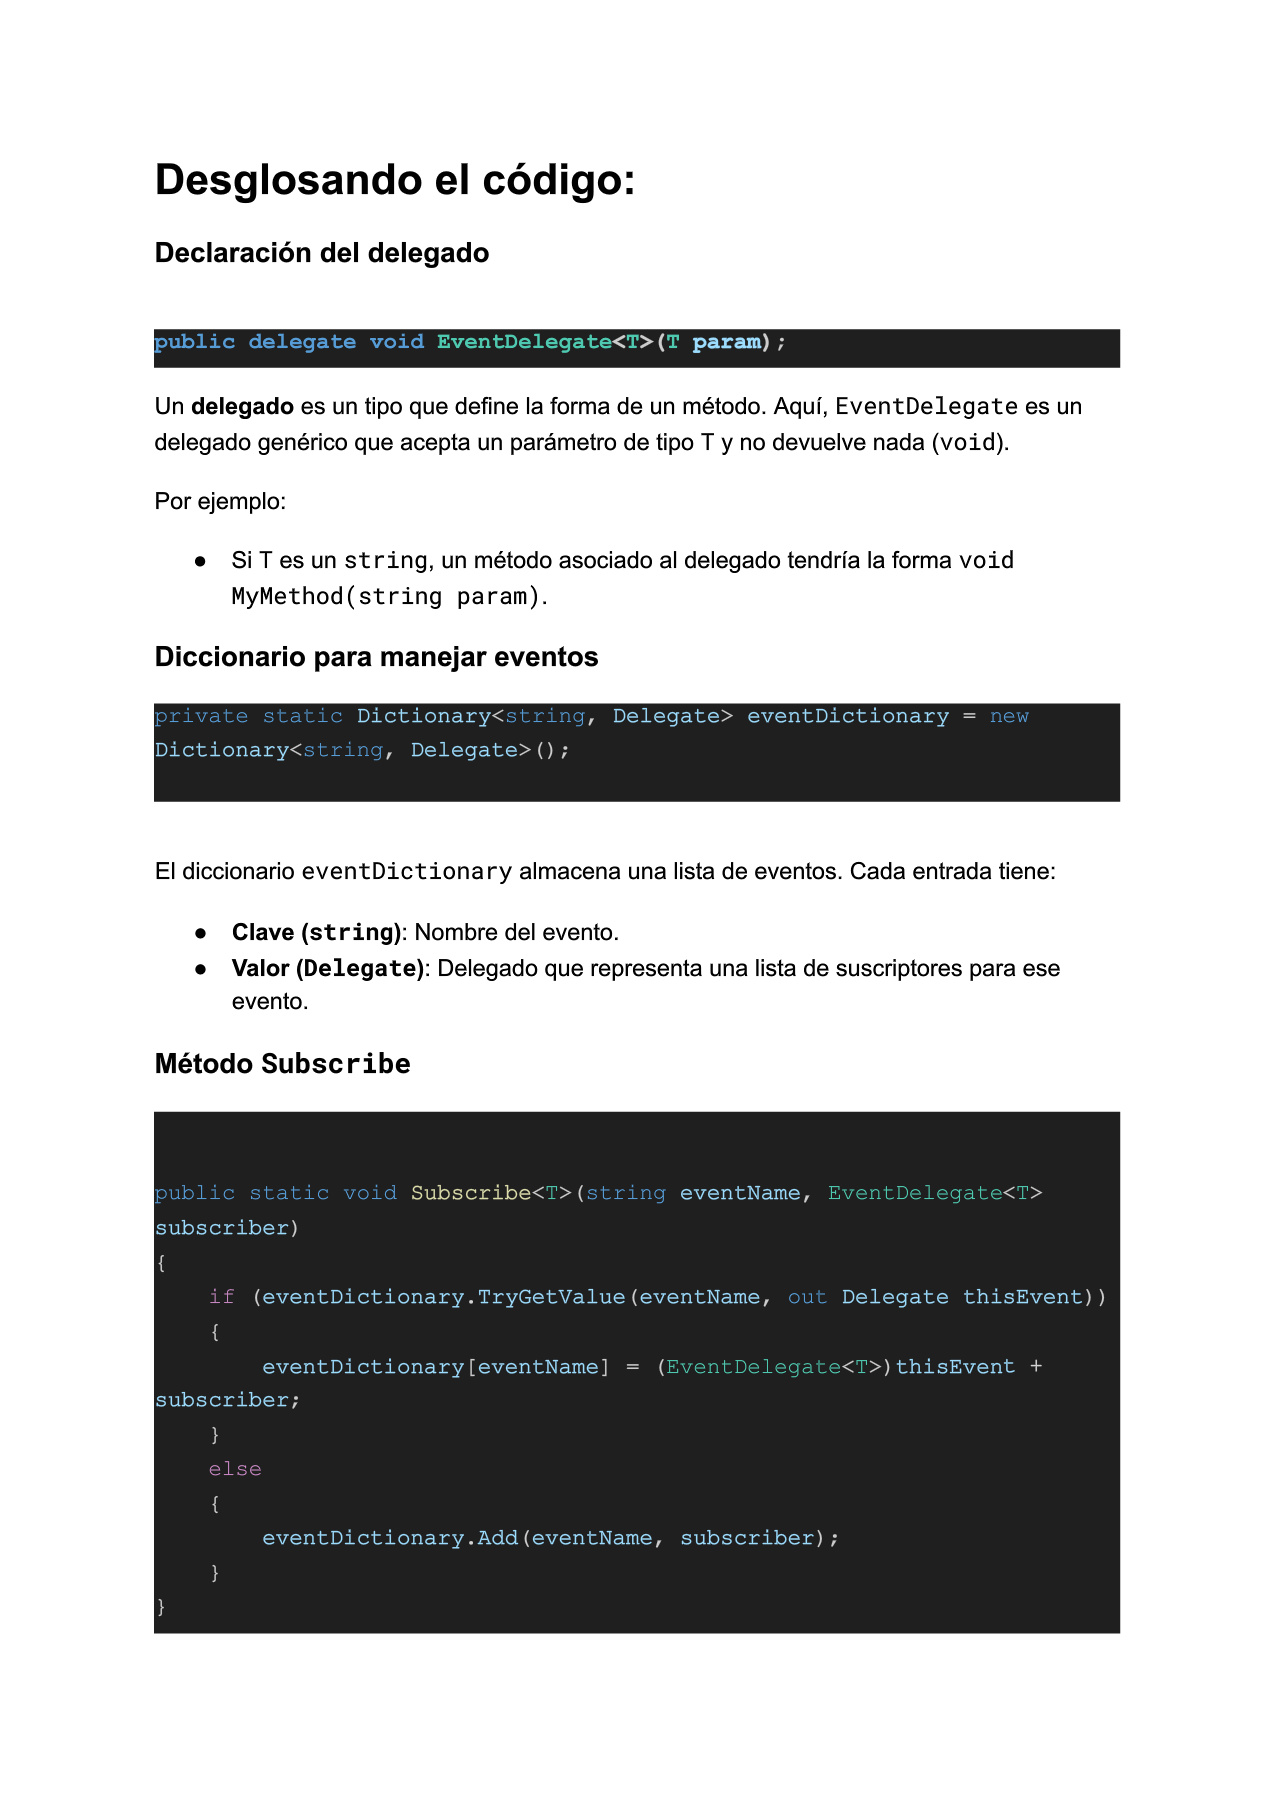 Desglosando el código:
Declaración del delegado
public delegate void EventDelegate<T>(T param);
Un delegado es un tipo que define la forma de un método. Aquí, EventDelegate es un
delegado genérico que acepta un parámetro de tipo T y no devuelve nada (void).
Por ejemplo:
● Si T es un string, un método asociado al delegado tendría la forma void
MyMethod(string param).
Diccionario para manejar eventos
private static Dictionary<string, Delegate> eventDictionary = new
Dictionary<string, Delegate>();
El diccionario eventDictionary almacena una lista de eventos. Cada entrada tiene:
● Clave (string): Nombre del evento.
● Valor (Delegate): Delegado que representa una lista de suscriptores para ese
evento.
Método Subscribe
public static void Subscribe<T>(string eventName, EventDelegate<T>
subscriber)
{
    if (eventDictionary.TryGetValue(eventName, out Delegate thisEvent))
    {
        eventDictionary[eventName] = (EventDelegate<T>)thisEvent +
subscriber;
    }
    else
    {
        eventDictionary.Add(eventName, subscriber);
    }
}